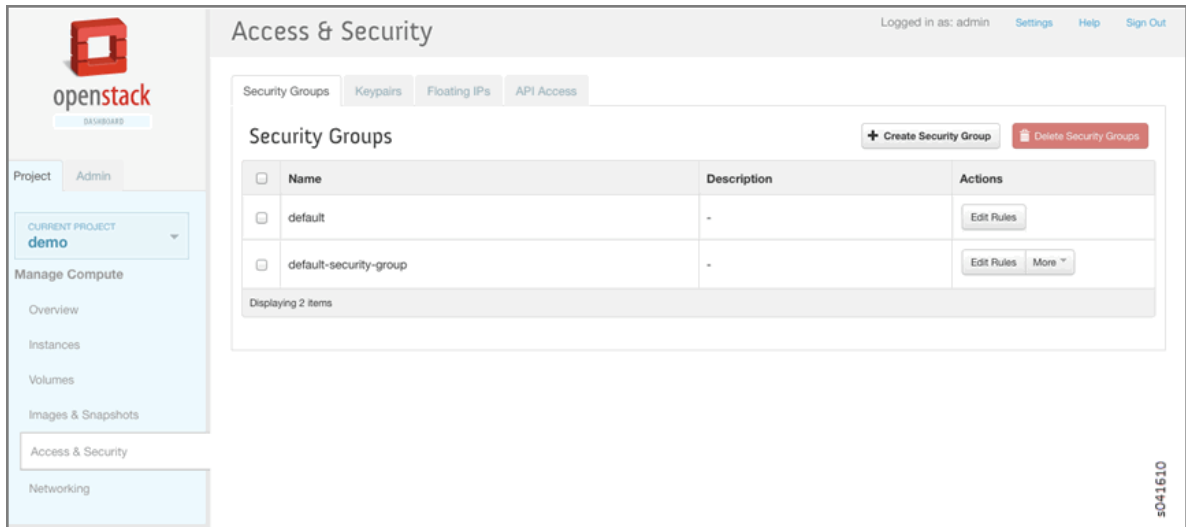 openstack
DASHBOARD
Project Admin
CURRENT PROJECT
demo
Manage Compute
Overview
Instances
Volumes
Images & Snapshots
Access & Security
Networking
Access & Security
Logged in as: admin Settings Help Sign Out
Security Groups Keypairs Floating IPs API Access
Security Groups
+ Create Security Group Delete Security Groups
Name Description Actions
default - Edit Rules
default-security-group - Edit Rules More
Displaying 2 items
s041610